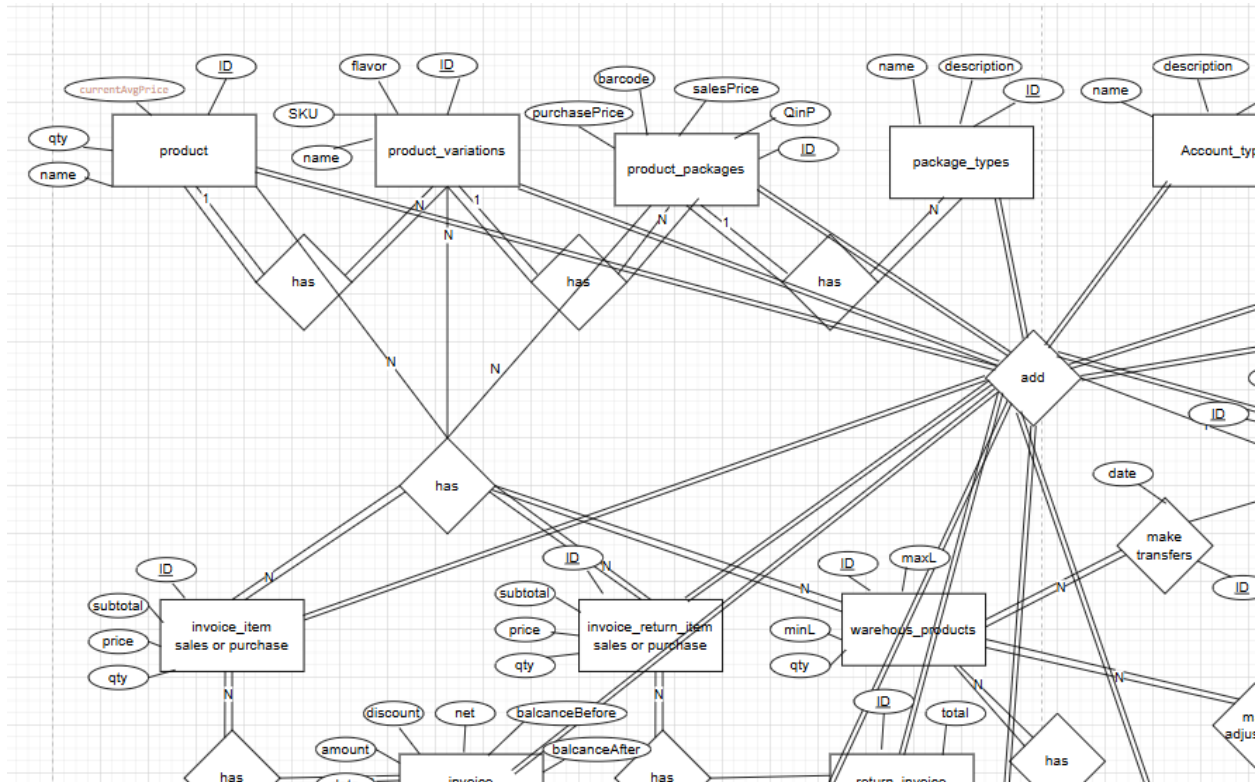 ID
flavor
ID
barcode
salesPrice
name
description
ID
description
name
currentAvgPrice
SKU
purchasePrice
QinP
qty
name
product
name
product_variations
ID
product_packages
package_types
1
N
1
N
1
N
N
has
has
has
N
N
add
ID
has
date
make
transfers
ID
N
N
N
N
ID
ID
ID
maxL
subtotal
price
qty
invoice_item
sales or purchase
subtotal
price
qty
invoice_return_item
sales or purchase
minL
qty
warehous_products
N
N
N
N
ID
total
discount
net
balcanceBefore
amount
balcanceAfter
has
invoice
has
return_invoice
has